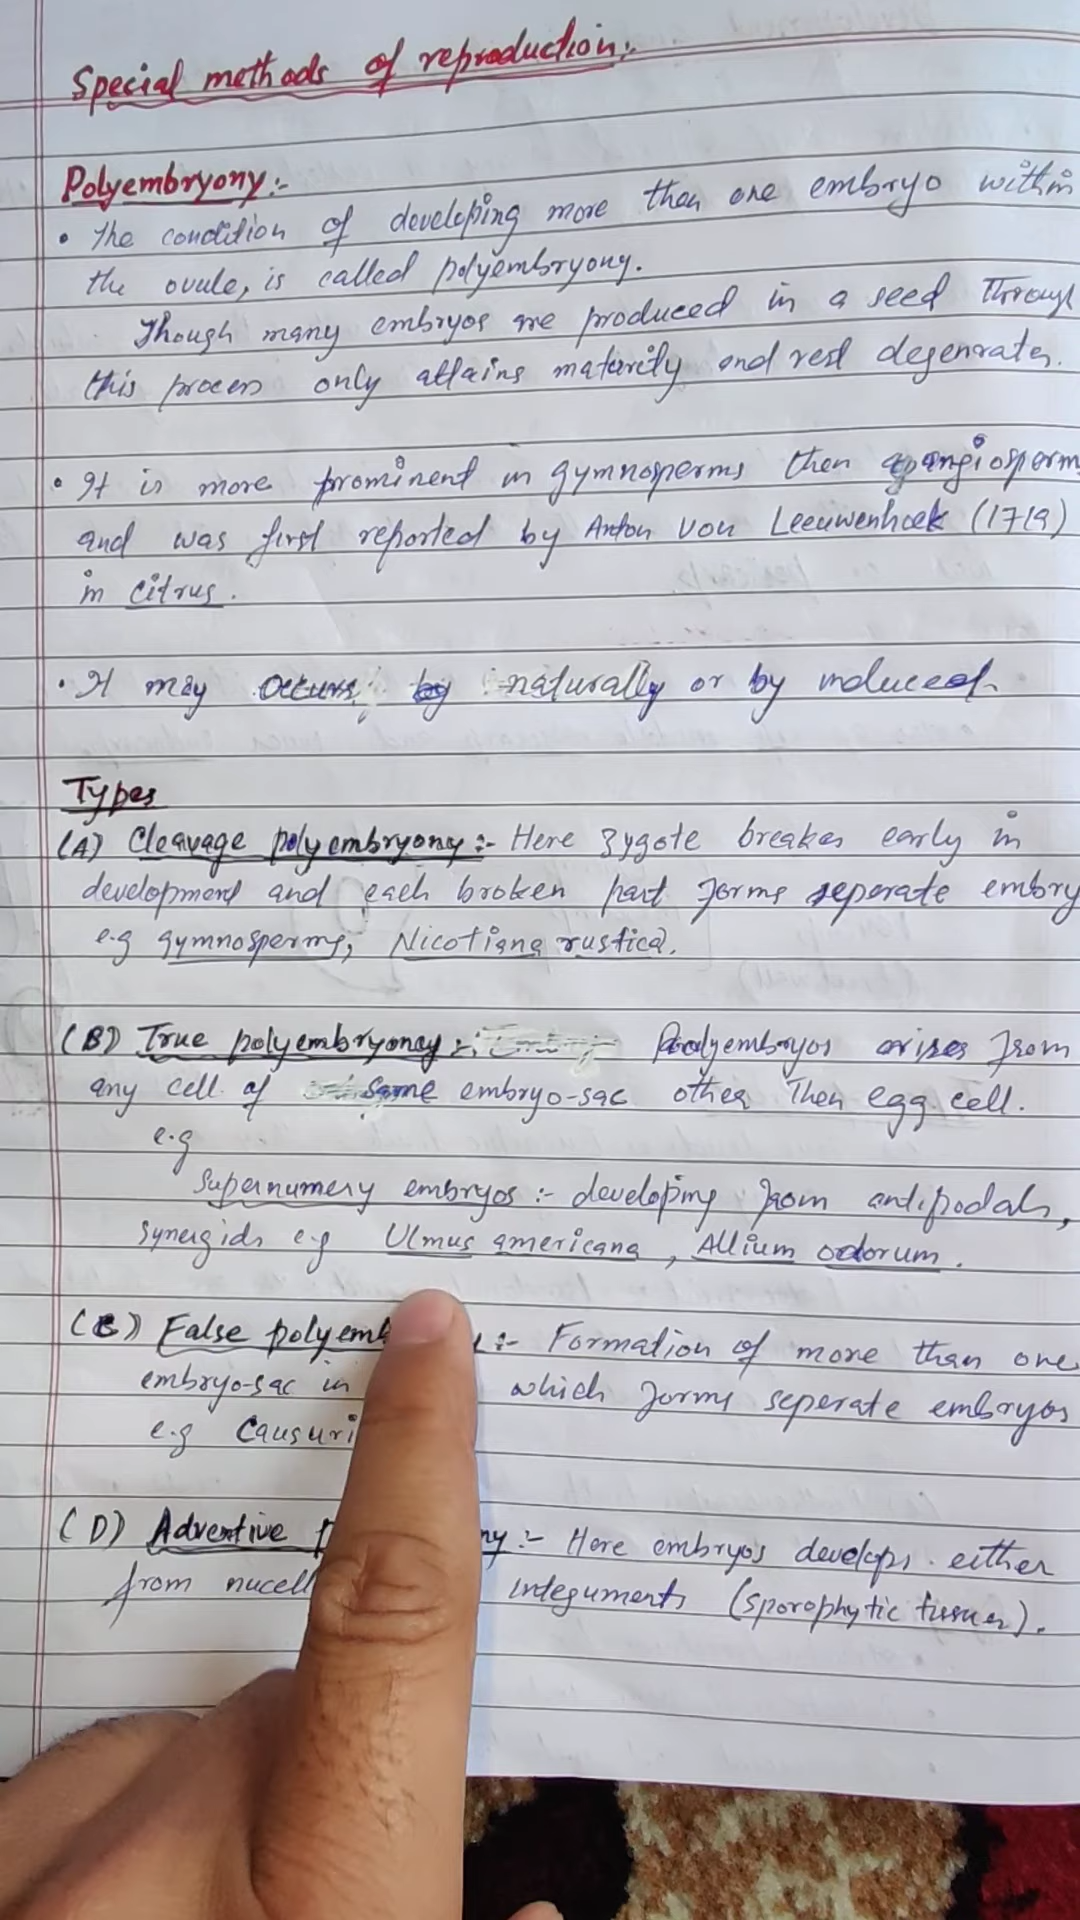 Special methods of reproduction:
Polyembryony:-
• The condition of developing more then one embryo within
the ovule, is called polyembryony.
Though many embryos are produced in a seed Through
this process only attains maturity and rest degenrates.
• It is more prominent in gymnosperms then angiosperm
and was first reported by Anton von Leeuwenhoek (1719)
in citrus.
• It may occurs naturally or by induced
Types
(A) Cleavage polyembryony:- Here zygote breakes early in
development and each broken part forms seperate embry
e.g gymnosperms, Nicotiana rustica.
(B) True polyembryoncy:- Poolyembryos arises from
any cell of same embryo-sac other Then egg cell.
e.g
Supernumery embryos:- developing from antipodals,
Synergids e.g Ulmus americana, Allium odorum.
(C) False polyemb :- Formation of more than one
embryo-sac in which forms seperate embryos
e.g Causuri
(D) Adventive ny:- Here embryos develops either
from nucell integuments (sporophytic tissues).